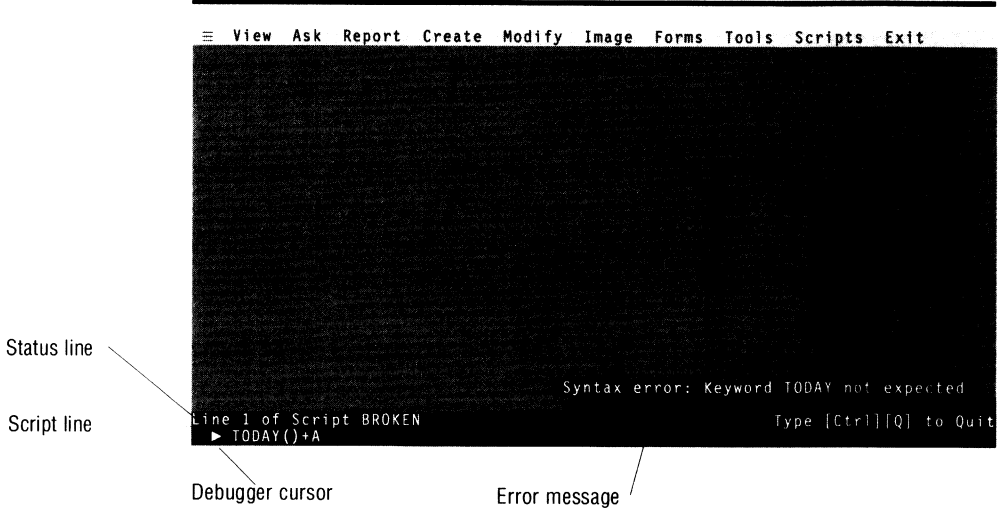 ≡ View Ask Report Create Modify Image Forms Tools Scripts Exit
Status line
Syntax error: Keyword TODAY not expected
Script line
Line 1 of Script BROKEN
Type [Ctrl][Q] to Quit
► TODAY()+A
Debugger cursor
Error message